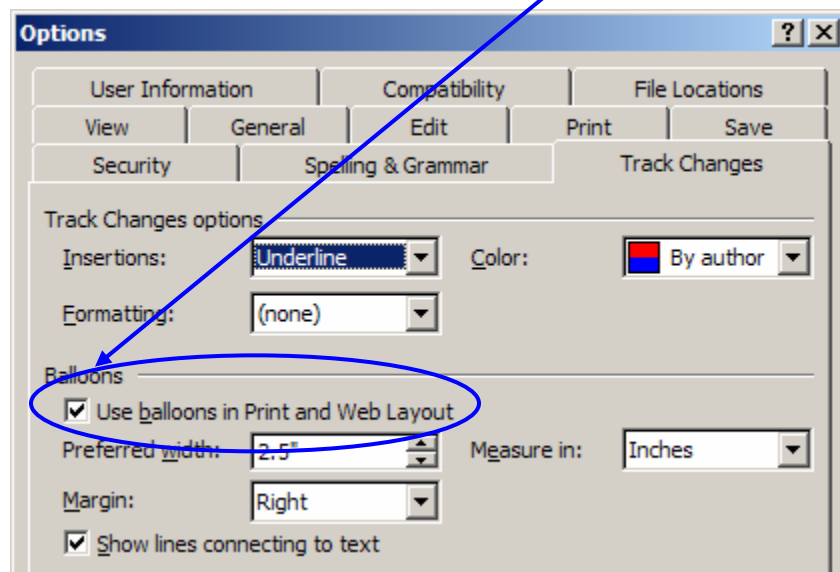 Options
User Information Compatibility File Locations
View General Edit Print Save
Security Spelling & Grammar Track Changes
Track Changes options
Insertions: Underline Color: By author
Formatting: (none)
Balloons
Use balloons in Print and Web Layout
Preferred width: 2.5" Measure in: Inches
Margin: Right
Show lines connecting to text